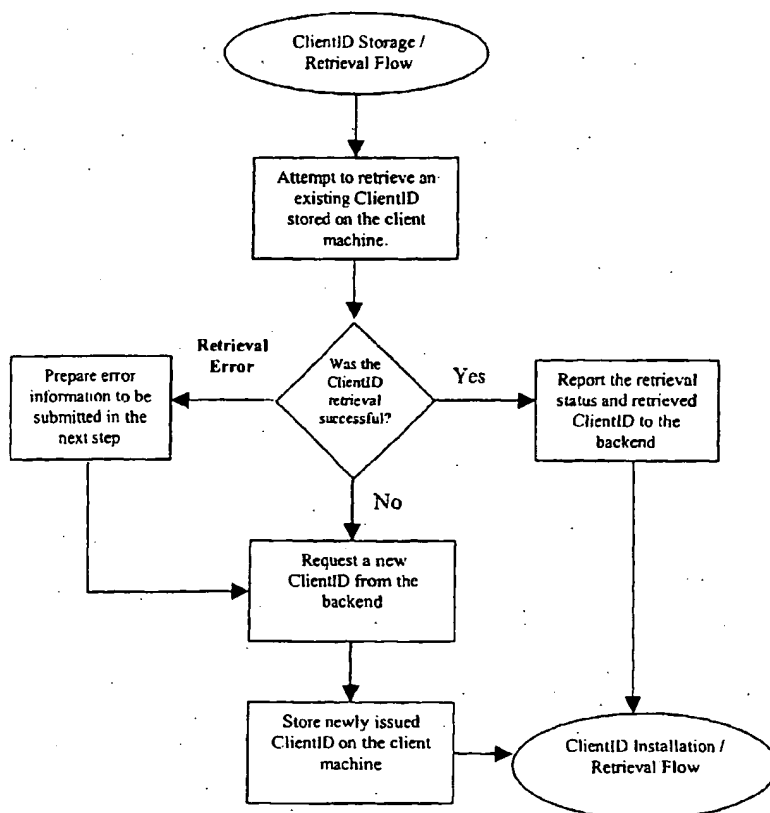 ClientID Storage /
Retrieval Flow
Attempt to retrieve an
existing ClientID
stored on the client
machine.
Retrieval
Error
Was the
ClientID
retrieval
successful?
Yes
Prepare error
information to be
submitted in the
next step
Report the retrieval
status and retrieved
ClientID to the
backend
No
Request a new
ClientID from the
backend
Store newly issued
ClientID on the client
machine
ClientID Installation /
Retrieval Flow